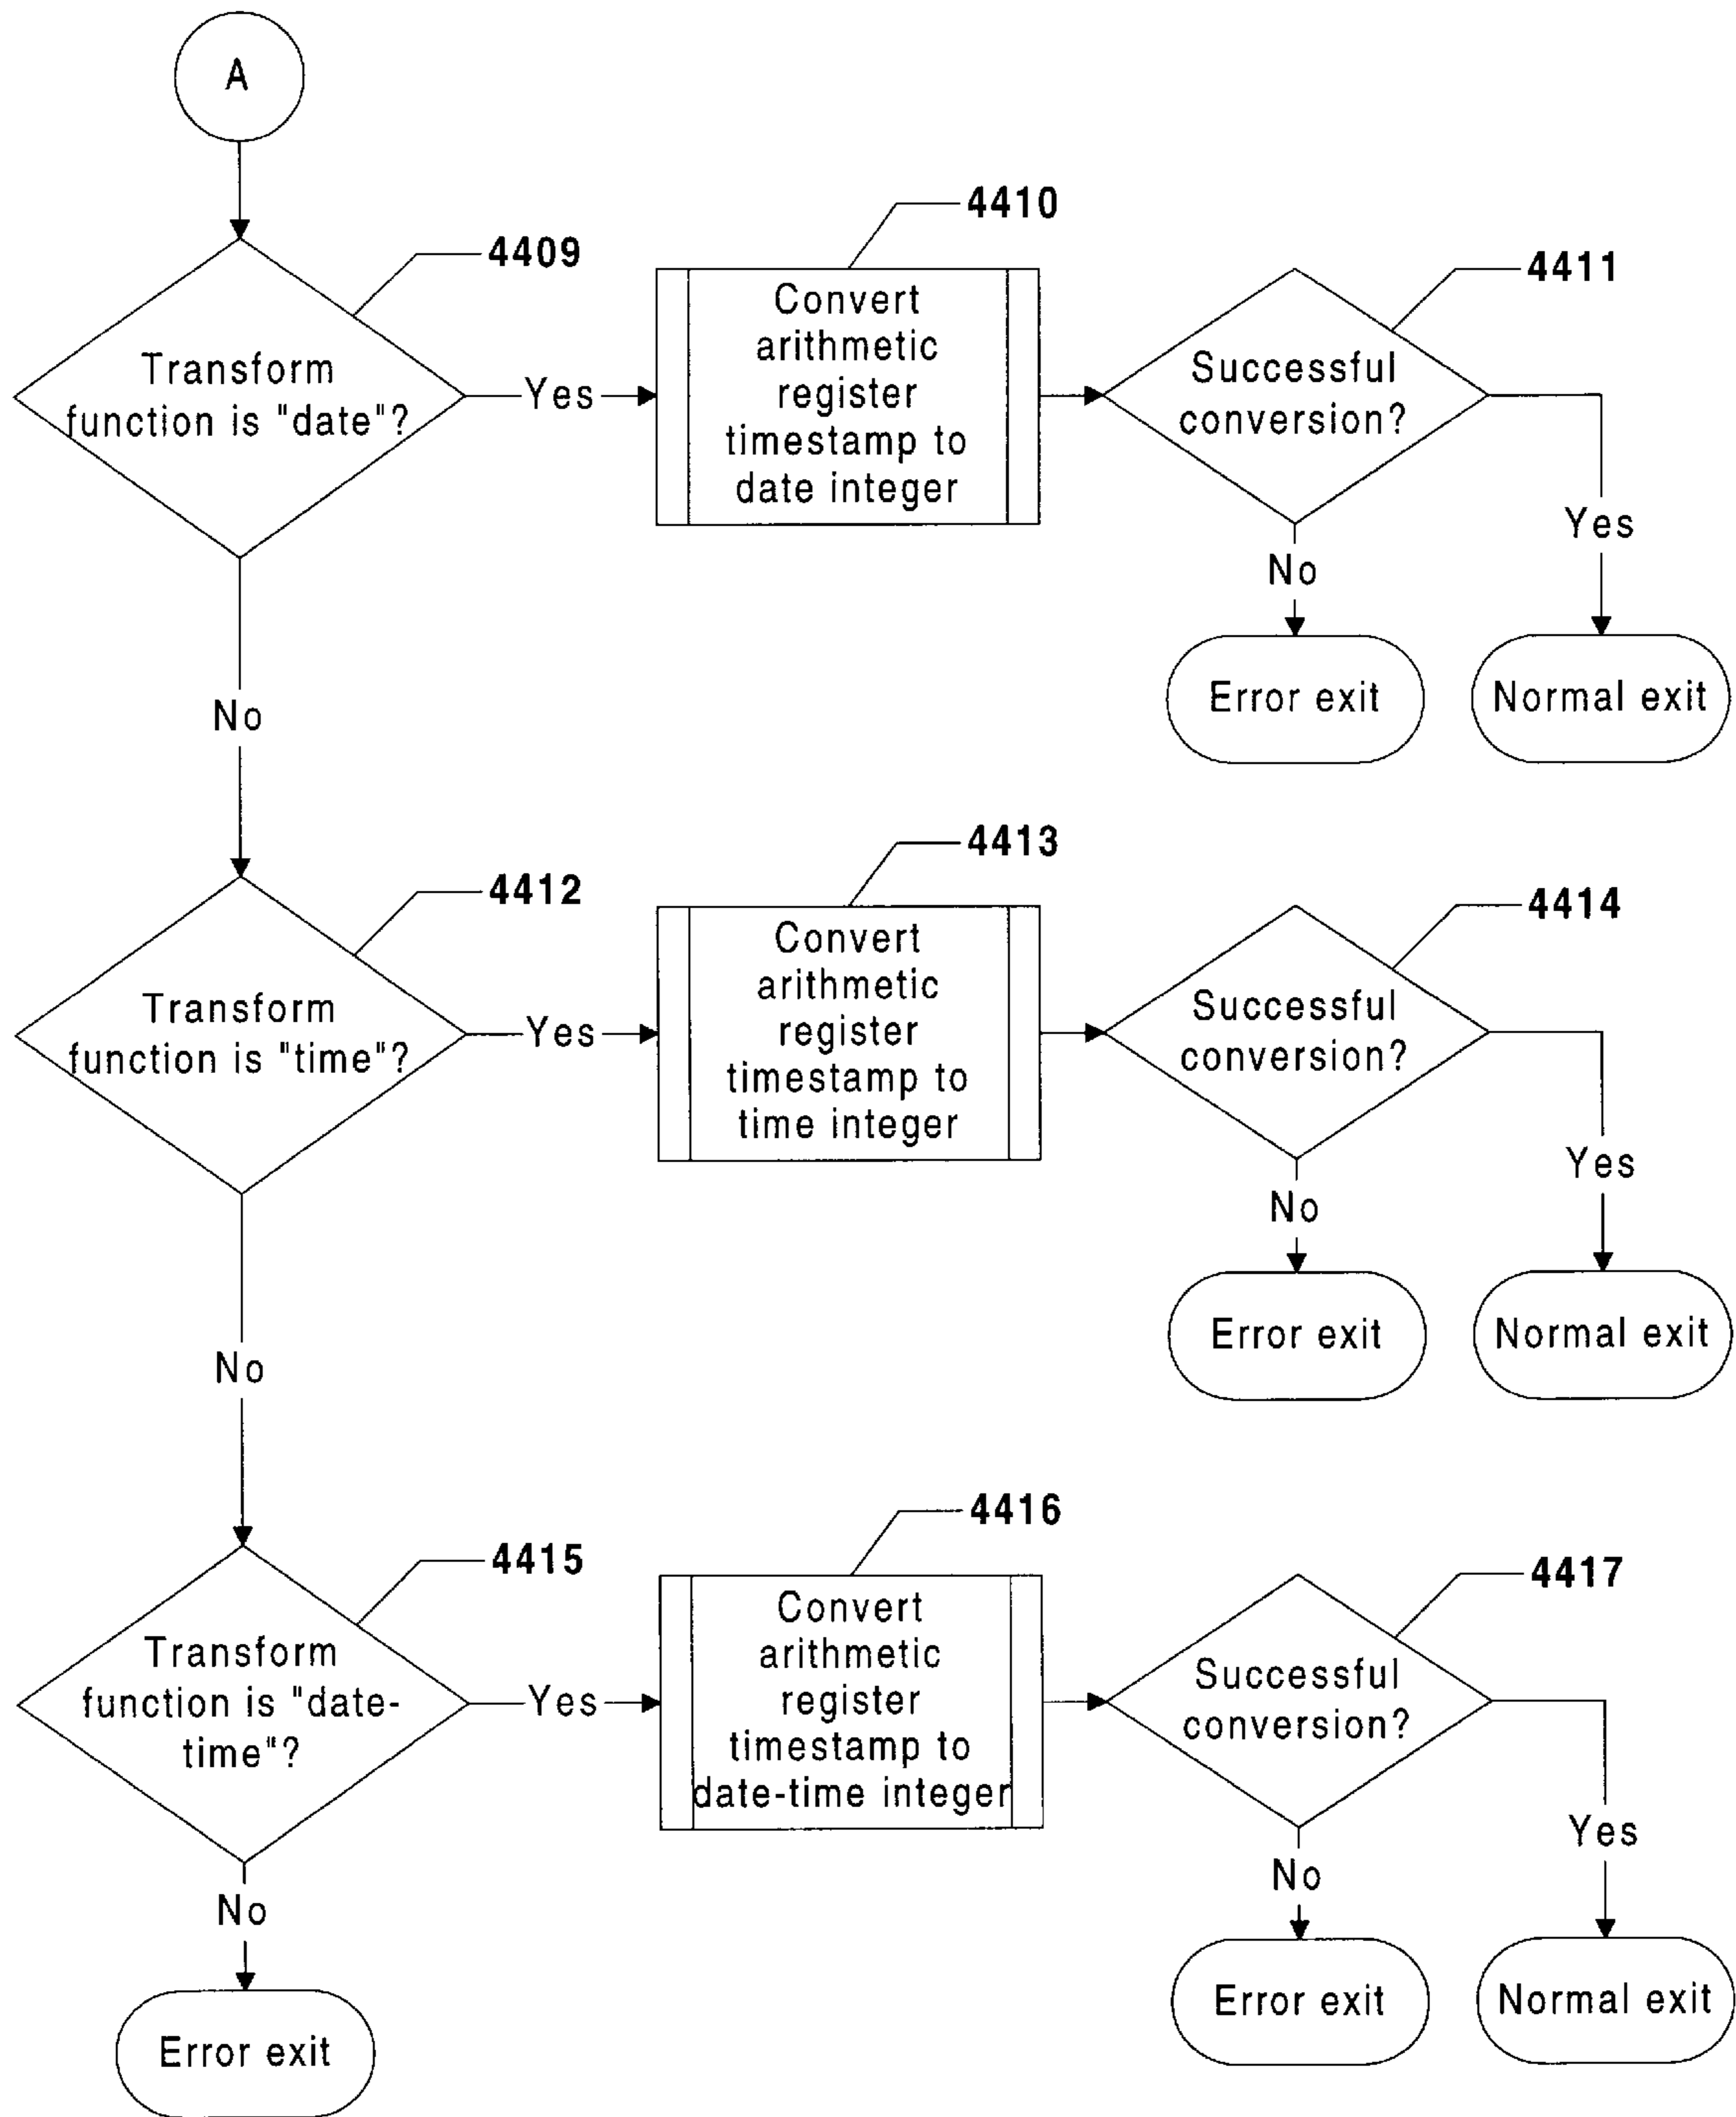 A
4409
Transform
function is "date"?
Yes
4410
Convert
arithmetic
register
timestamp to
date integer
4411
Successful
conversion?
No
Yes
Error exit
Normal exit
No
4412
Transform
function is "time"?
Yes
4413
Convert
arithmetic
register
timestamp to
time integer
4414
Successful
conversion?
No
Yes
Error exit
Normal exit
No
4415
Transform
function is "date-
time"?
Yes
4416
Convert
arithmetic
register
timestamp to
date-time integer
4417
Successful
conversion?
No
Yes
Error exit
Normal exit
No
Error exit